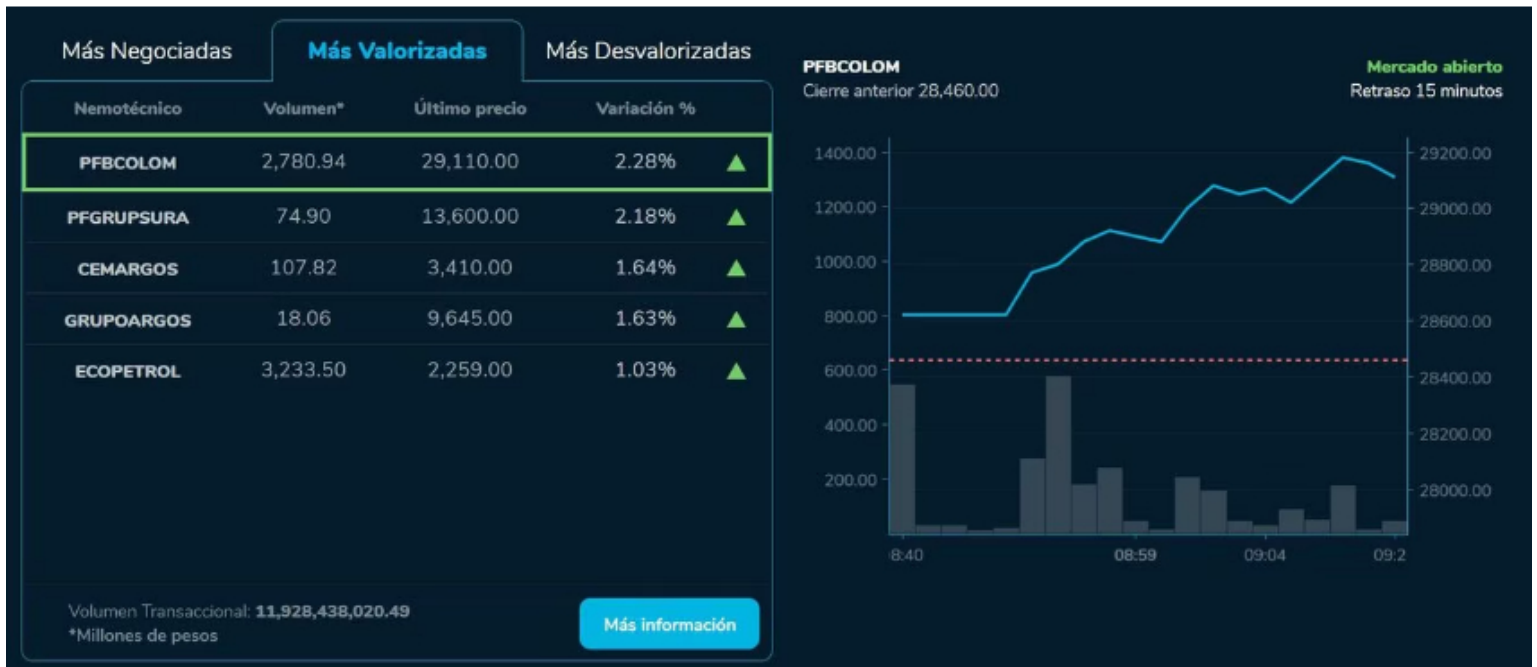 Más Negociadas Más Valorizadas Más Desvalorizadas
Nemotécnico Volumen* Último precio Variación %
PFBCOLOM 2,780.94 29,110.00 2.28%
PFGRUPSURA 74.90 13,600.00 2.18%
CEMARGOS 107.82 3,410.00 1.64%
GRUPOARGOS 18.06 9,645.00 1.63%
ECOPETROL 3,233.50 2,259.00 1.03%
Volumen Transaccional: 11,928,438,020.49
*Millones de pesos
Más información
PFBCOLOM Mercado abierto
Cierre anterior 28,460.00 Retraso 15 minutos
1400.00 29200.00
1200.00 29000.00
1000.00 28800.00
800.00 28600.00
600.00 28400.00
400.00 28200.00
200.00 28000.00
8:40 08:59 09:04 09:2